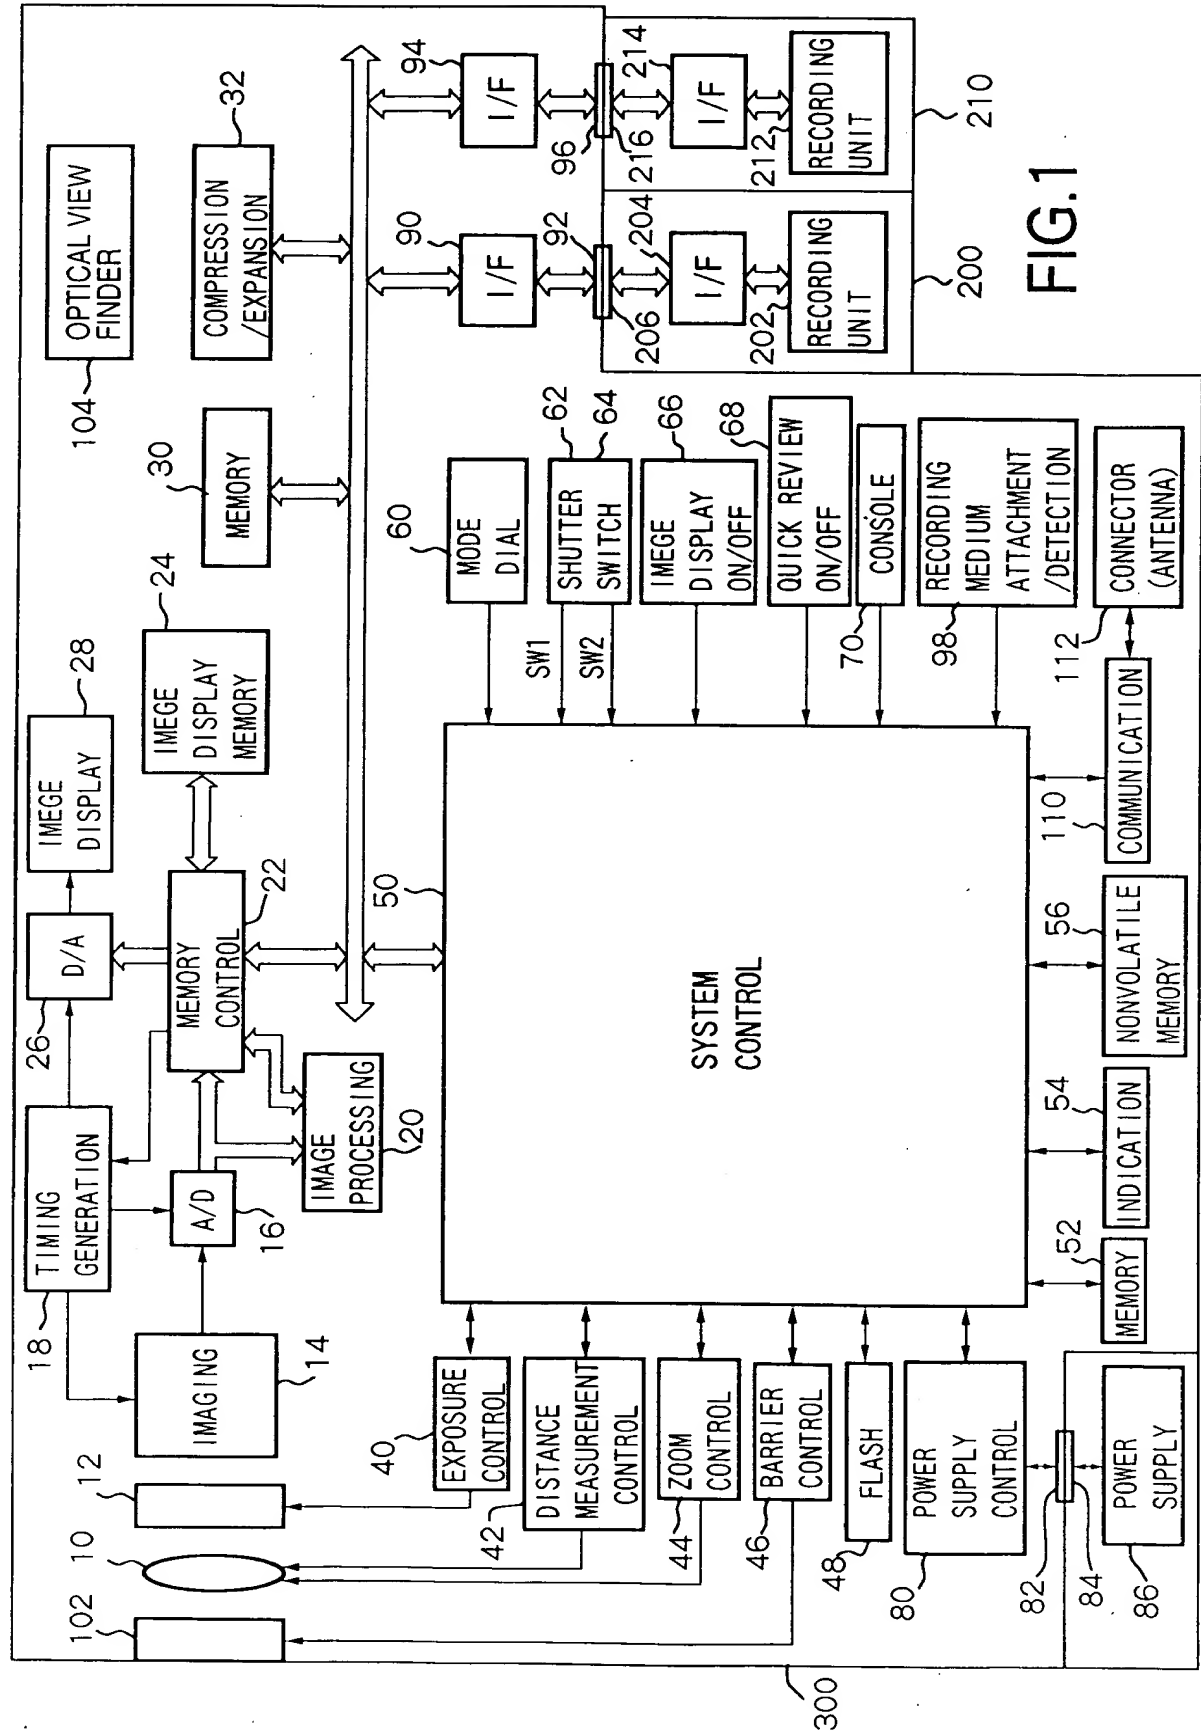 104
OPTICAL VIEW
FINDER
32
COMPRESSION
/EXPANSION
30
MEMORY
24
IMEGE
DISPLAY
MEMORY
28
IMEGE
DISPLAY
26
D/A
22
MEMORY
CONTROL
18
TIMING
GENERATION
16
A/D
20
IMAGE
PROCESSING
14
IMAGING
12
10
102
94
I/F
96
216
214
I/F
212
RECORDING
UNIT
210
90
I/F
92
206
204
I/F
202
RECORDING
UNIT
200
FIG.1
50
SYSTEM
CONTROL
60
MODE
DIAL
62
64
SHUTTER
SWITCH
SW1
SW2
66
IMEGE
DISPLAY
ON/OFF
68
QUICK REVIEW
ON/OFF
70
CONSOLE
98
RECORDING
MEDIUM
ATTACHMENT
/DETECTION
112
CONNECTOR
(ANTENNA)
110
COMMUNICATION
56
NONVOLATILE
MEMORY
54
INDICATION
52
MEMORY
40
EXPOSURE
CONTROL
42
DISTANCE
MEASUREMENT
CONTROL
44
ZOOM
CONTROL
46
BARRIER
CONTROL
48
FLASH
80
POWER
SUPPLY
CONTROL
82
84
86
POWER
SUPPLY
300